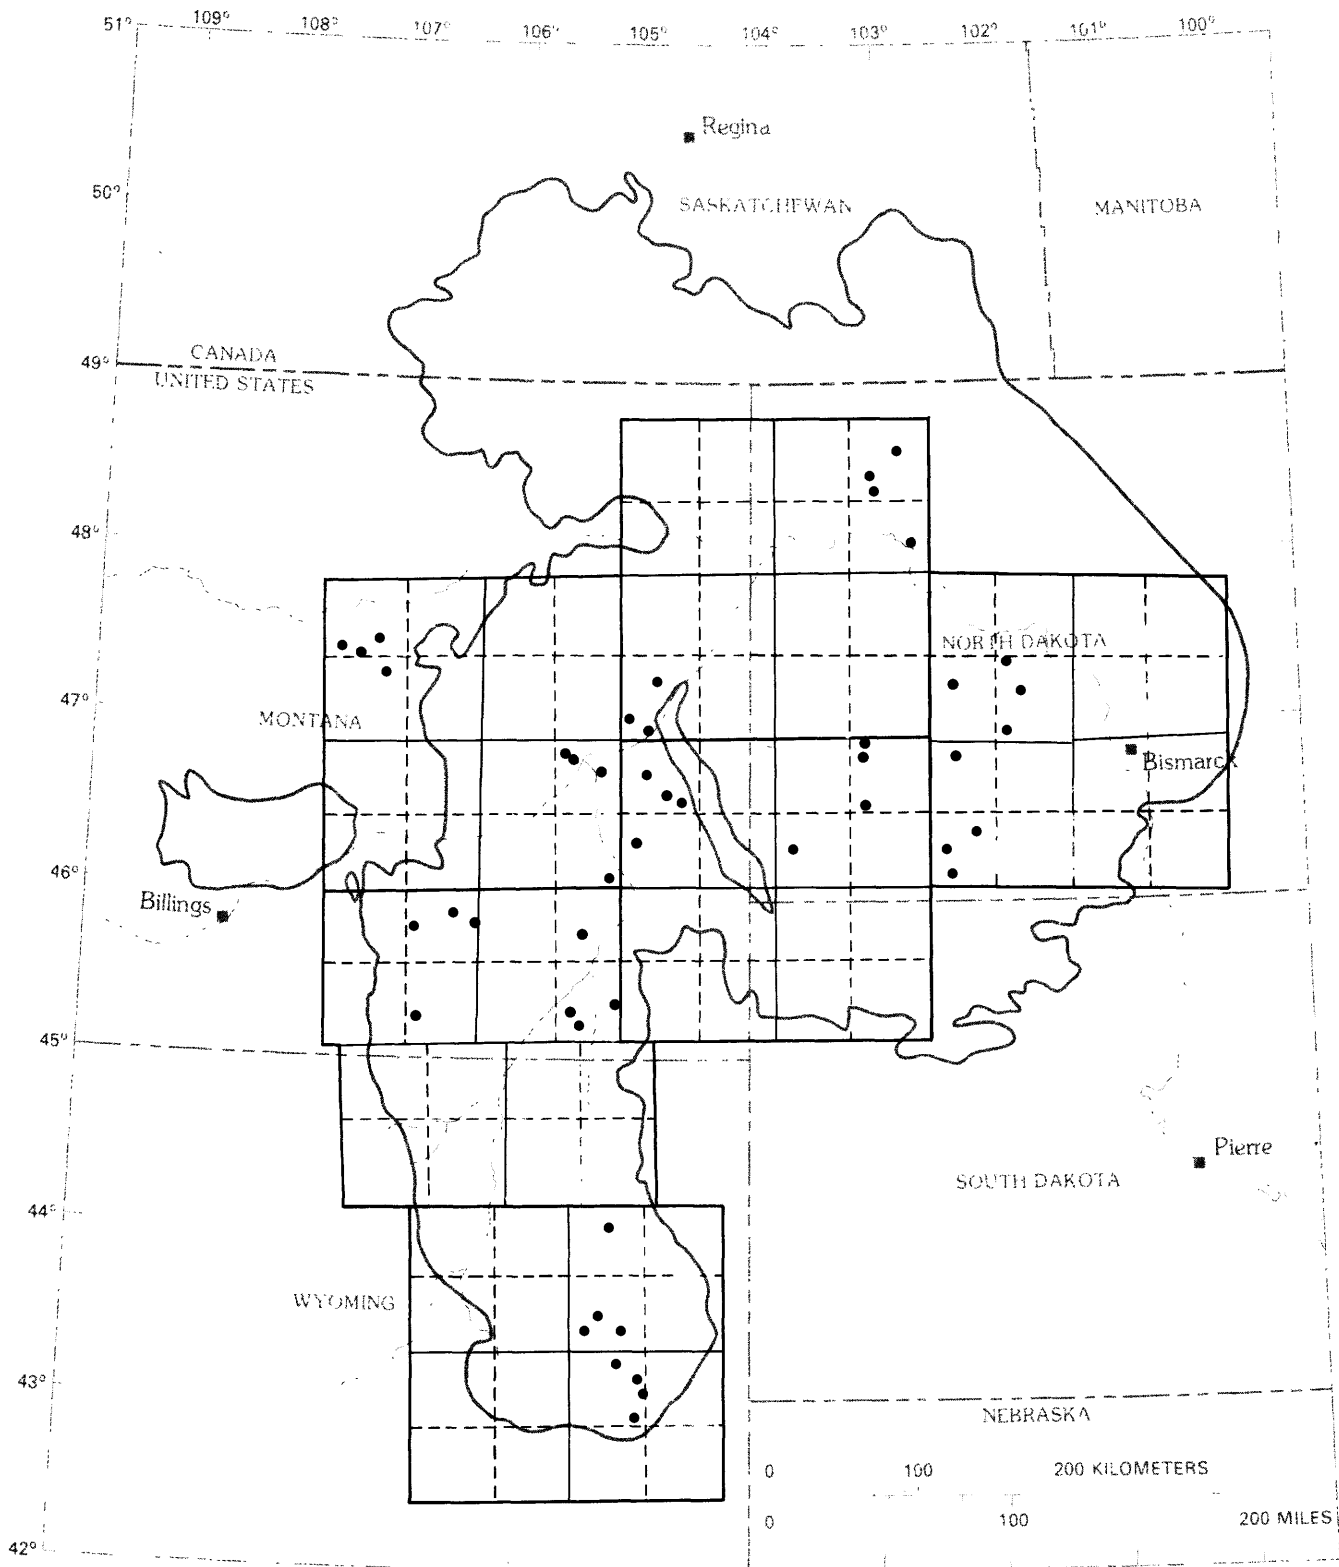 51° 109° 108° 107° 106° 105° 104° 103° 102° 101° 100°
Regina
50°
SASKATCHEWAN
MANITOBA
49°
CANADA
UNITED STATES
48°
NORTH DAKOTA
47°
MONTANA
Bismarck
46°
Billings
45°
Pierre
SOUTH DAKOTA
44°
WYOMING
43°
NEBRASKA
0 100 200 KILOMETERS
0 100 200 MILES
42°